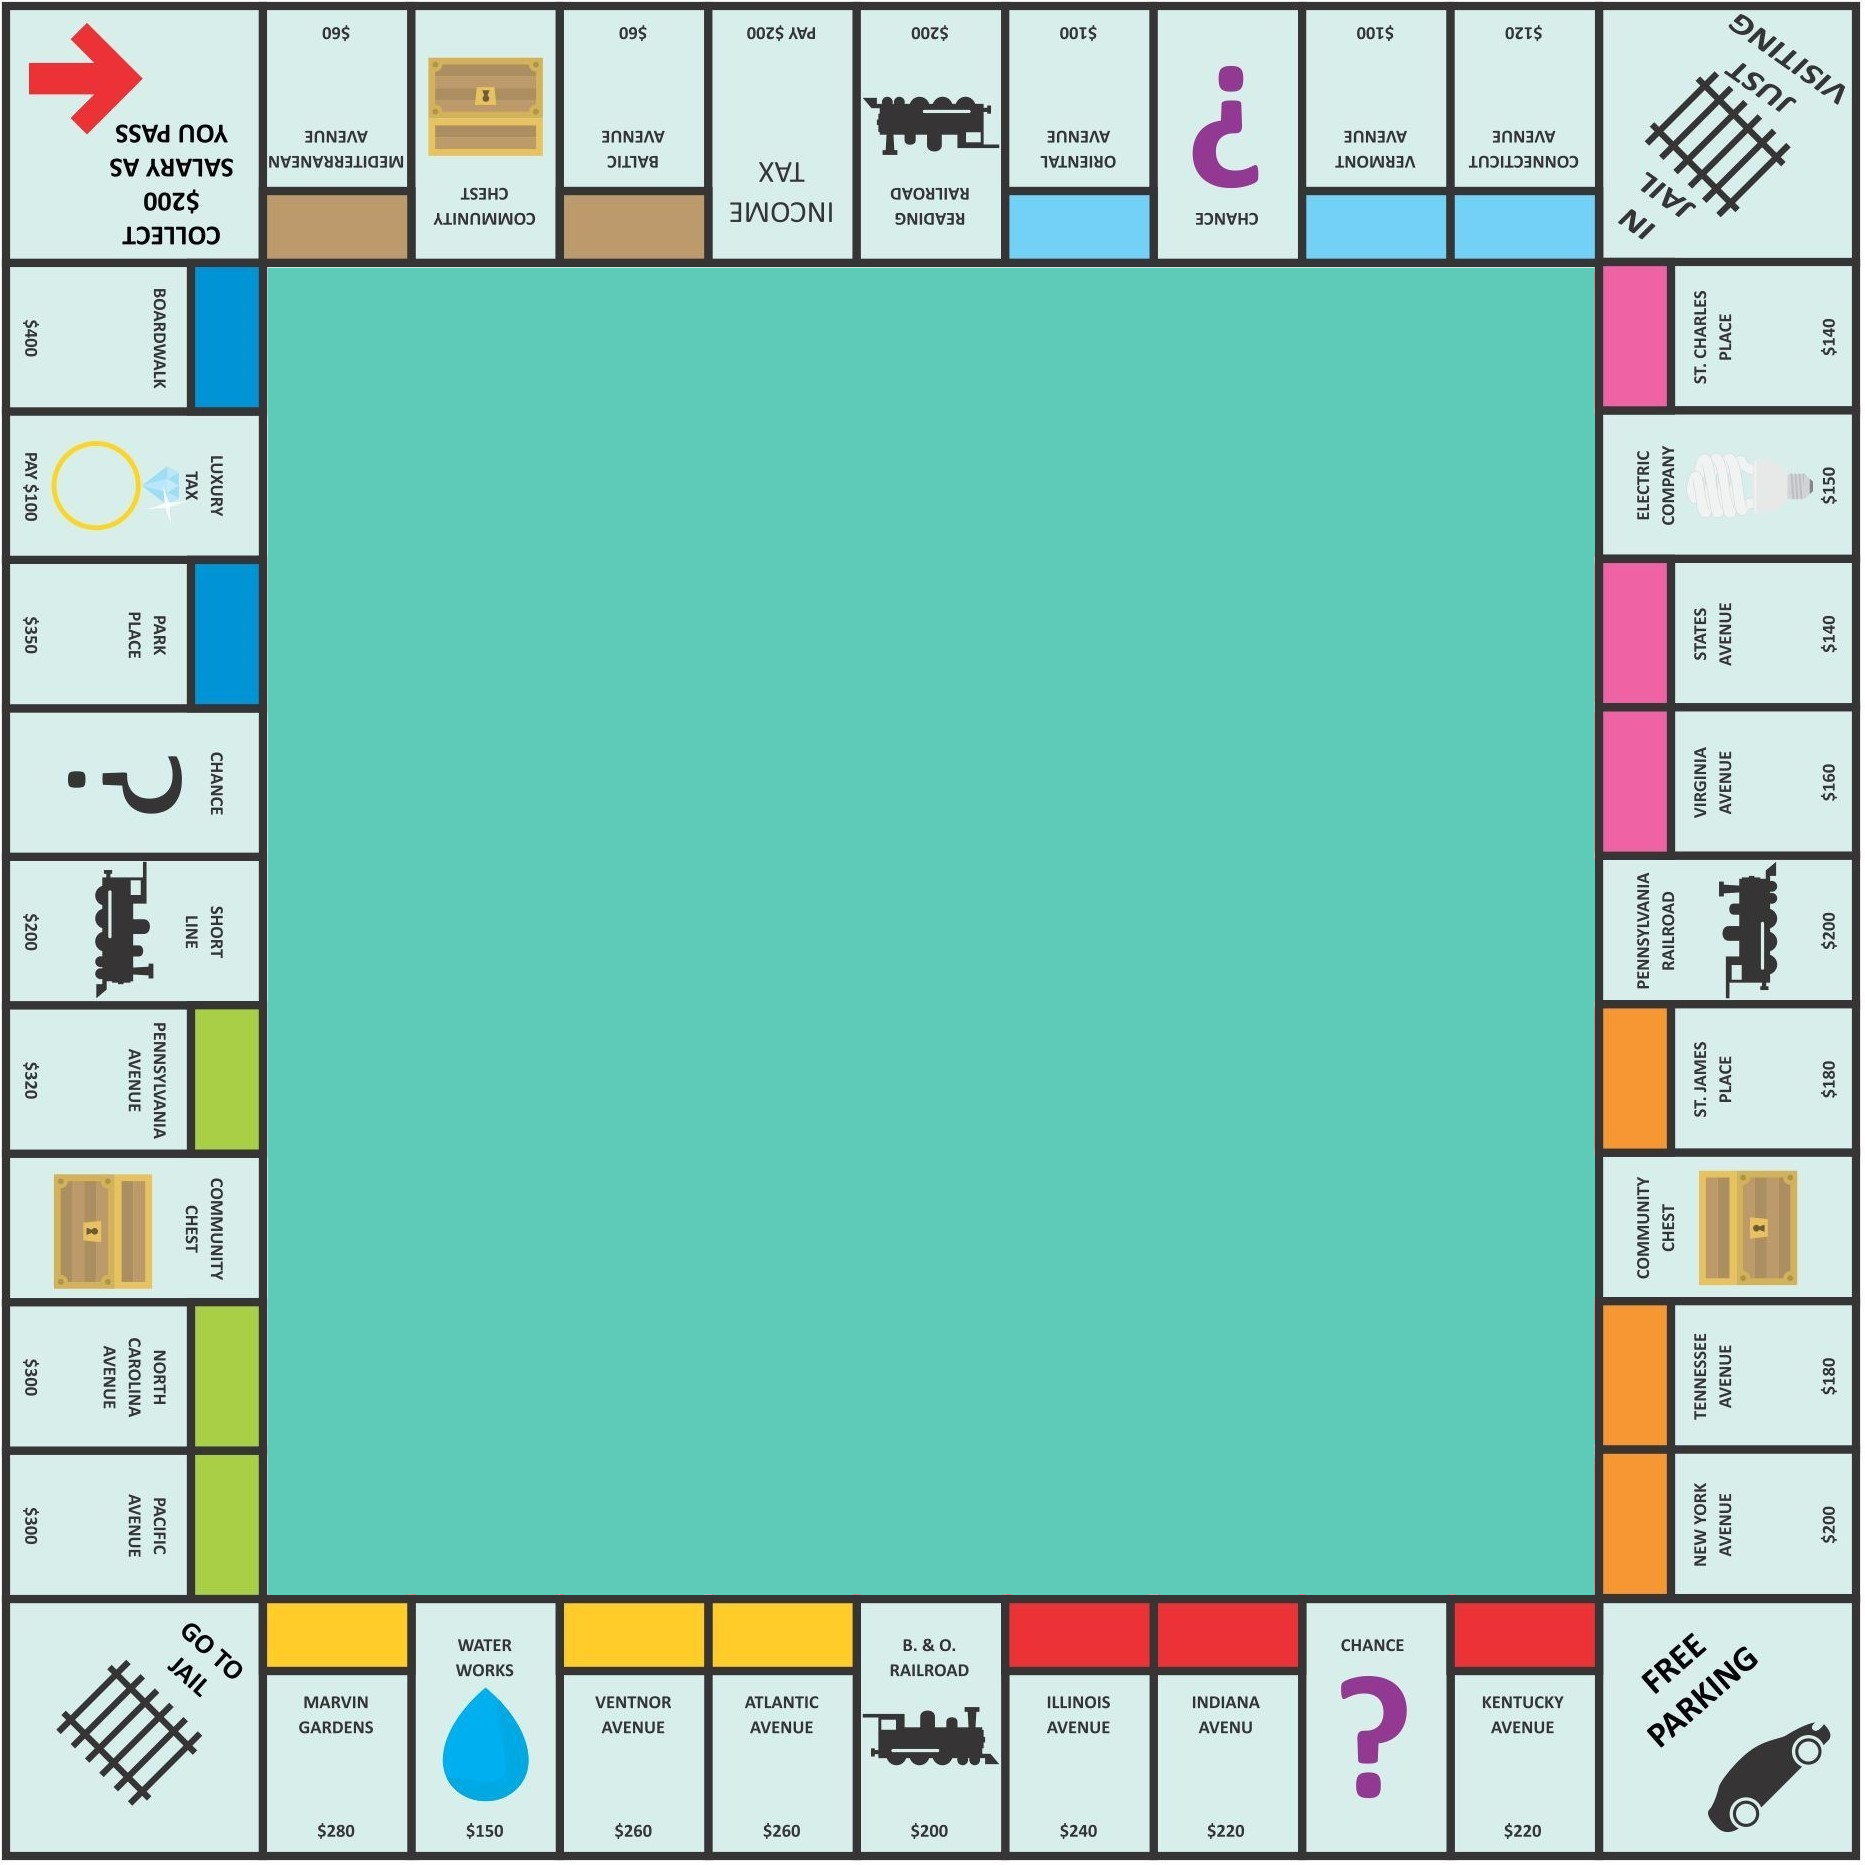 COLLECT
$200
SALARY AS
YOU PASS
MEDITERRANEAN
AVENUE
$60
COMMUNITY
CHEST
BALTIC
AVENUE
$60
INCOME
TAX
PAY $200
READING
RAILROAD
$200
ORIENTAL
AVENUE
$100
CHANCE
?
VERMONT
AVENUE
$100
CONNECTICUT
AVENUE
$120
IN
JAIL
JUST
VISITING
ST. CHARLES
PLACE
$140
ELECTRIC
COMPANY
$150
STATES
AVENUE
$140
VIRGINIA
AVENUE
$160
PENNSYLVANIA
RAILROAD
$200
ST. JAMES
PLACE
$180
COMMUNITY
CHEST
TENNESSEE
AVENUE
$180
NEW YORK
AVENUE
$200
FREE
PARKING
KENTUCKY
AVENUE
$220
CHANCE
?
INDIANA
AVENU
$220
ILLINOIS
AVENUE
$240
B. & O.
RAILROAD
$200
ATLANTIC
AVENUE
$260
VENTNOR
AVENUE
$260
WATER
WORKS
$150
MARVIN
GARDENS
$280
GO TO
JAIL
PACIFIC
AVENUE
$300
NORTH
CAROLINA
AVENUE
$300
COMMUNITY
CHEST
PENNSYLVANIA
AVENUE
$320
SHORT
LINE
$200
CHANCE
?
PARK
PLACE
$350
LUXURY
TAX
PAY $100
BOARDWALK
$400